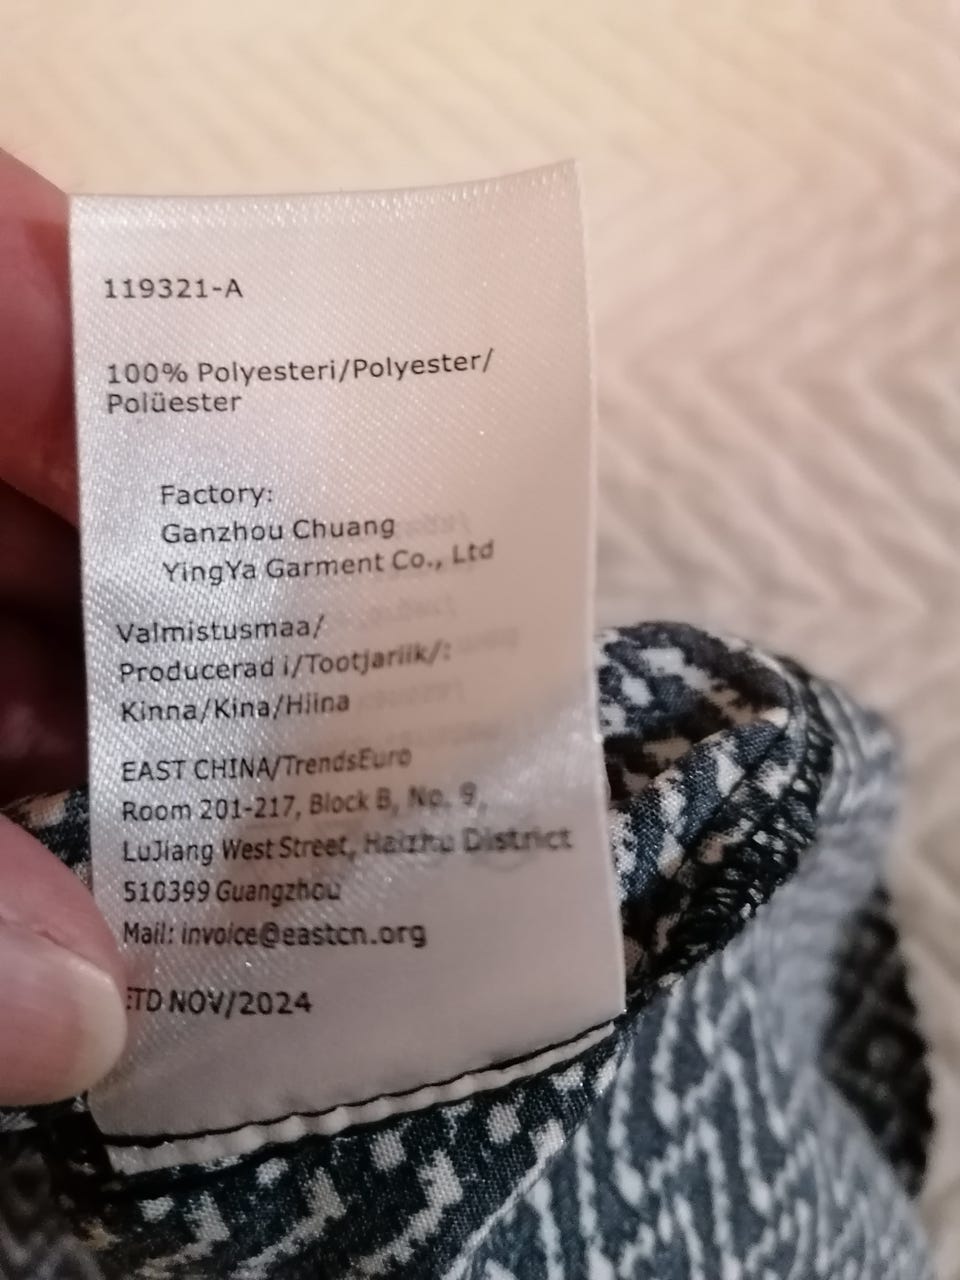 119321-A
100% Polyesteri/Polyester/
Polüester
Factory:
Ganzhou Chuang
YingYa Garment Co., Ltd
Valmistusmaa/
Producerad i/Tootjariik/:
Kinna/Kina/Hiina
EAST CHINA/TrendsEuro
Room 201-217, Block B, No. 9,
LuJiang West Street, Haizhu District
510399 Guangzhou
Mail: invoice@eastcn.org
ETD NOV/2024